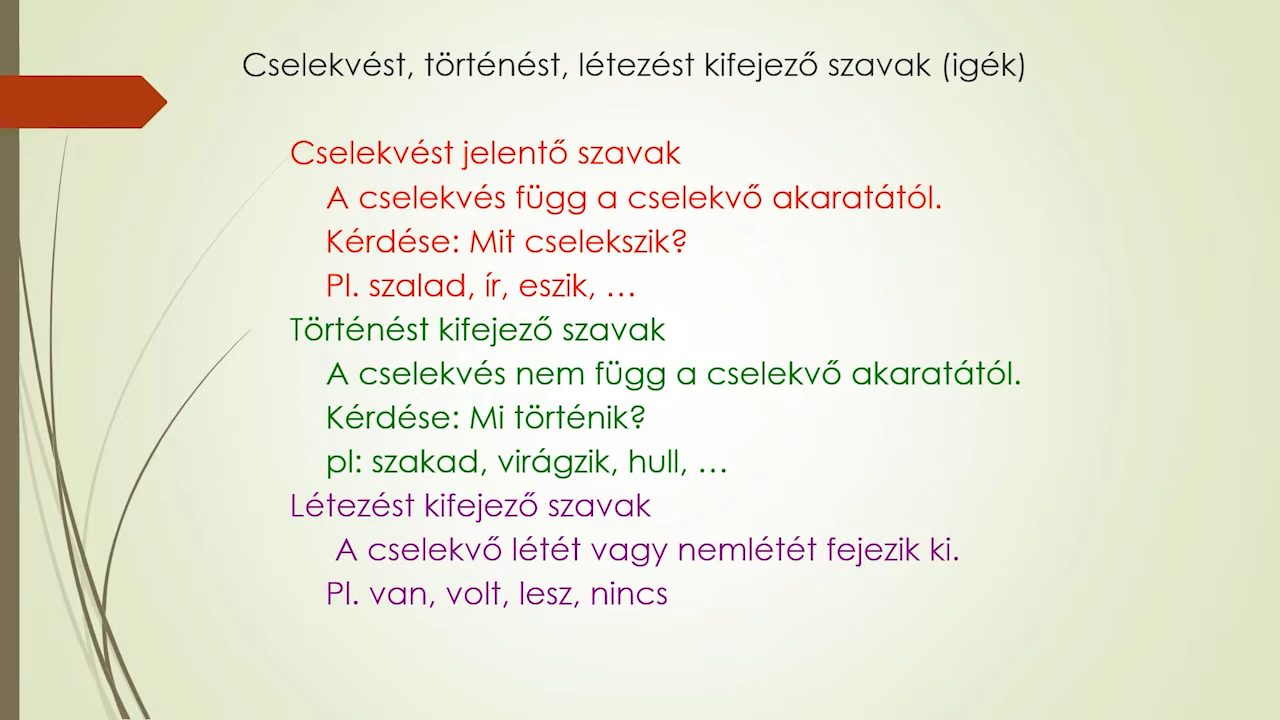 Cselekvést, történést, létezést kifejező szavak (igék)
Cselekvést jelentő szavak
A cselekvés függ a cselekvő akaratától.
Kérdése: Mit cselekszik?
Pl. szalad, ír, eszik, …
Történést kifejező szavak
A cselekvés nem függ a cselekvő akaratától.
Kérdése: Mi történik?
pl: szakad, virágzik, hull, …
Létezést kifejező szavak
A cselekvő létét vagy nemlétét fejezik ki.
Pl. van, volt, lesz, nincs